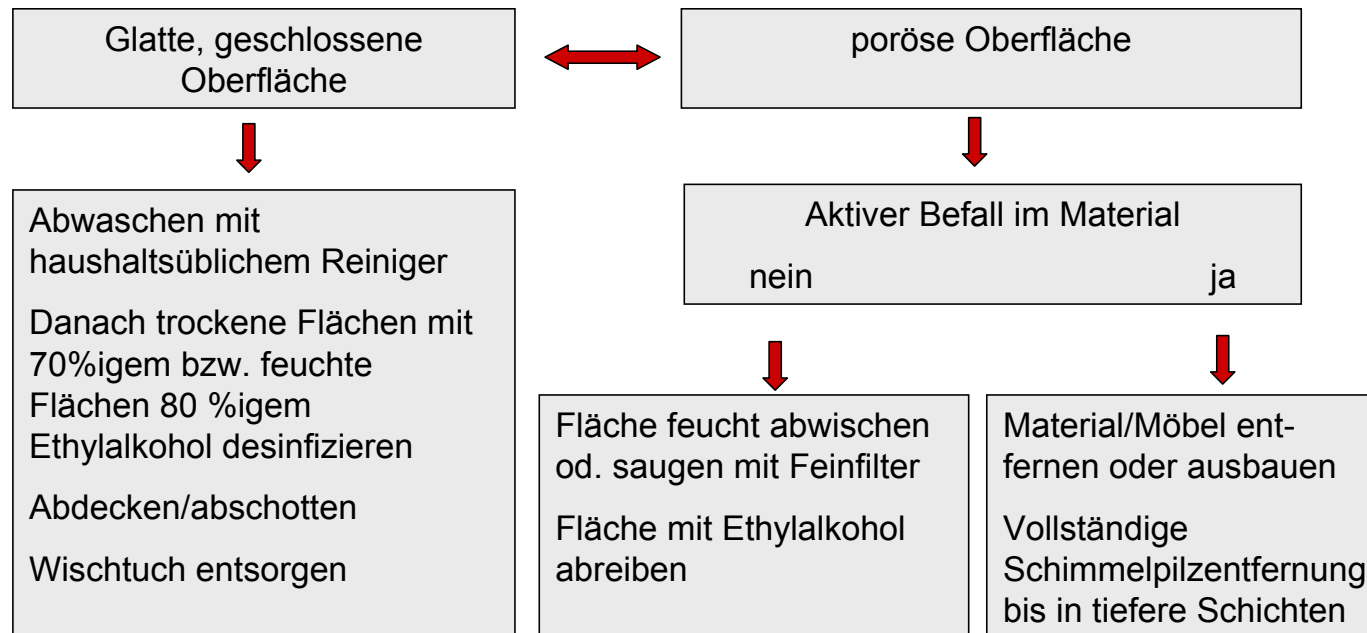 Glatte, geschlossene
Oberfläche
poröse Oberfläche
Abwaschen mit
haushaltsüblichem Reiniger
Danach trockene Flächen mit
70%igem bzw. feuchte
Flächen 80 %igem
Ethylalkohol desinfizieren
Abdecken/abschotten
Wischtuch entsorgen
Aktiver Befall im Material
nein ja
Fläche feucht abwischen
od. saugen mit Feinfilter
Fläche mit Ethylalkohol
abreiben
Material/Möbel ent-
fernen oder ausbauen
Vollständige
Schimmelpilzentfernung
bis in tiefere Schichten